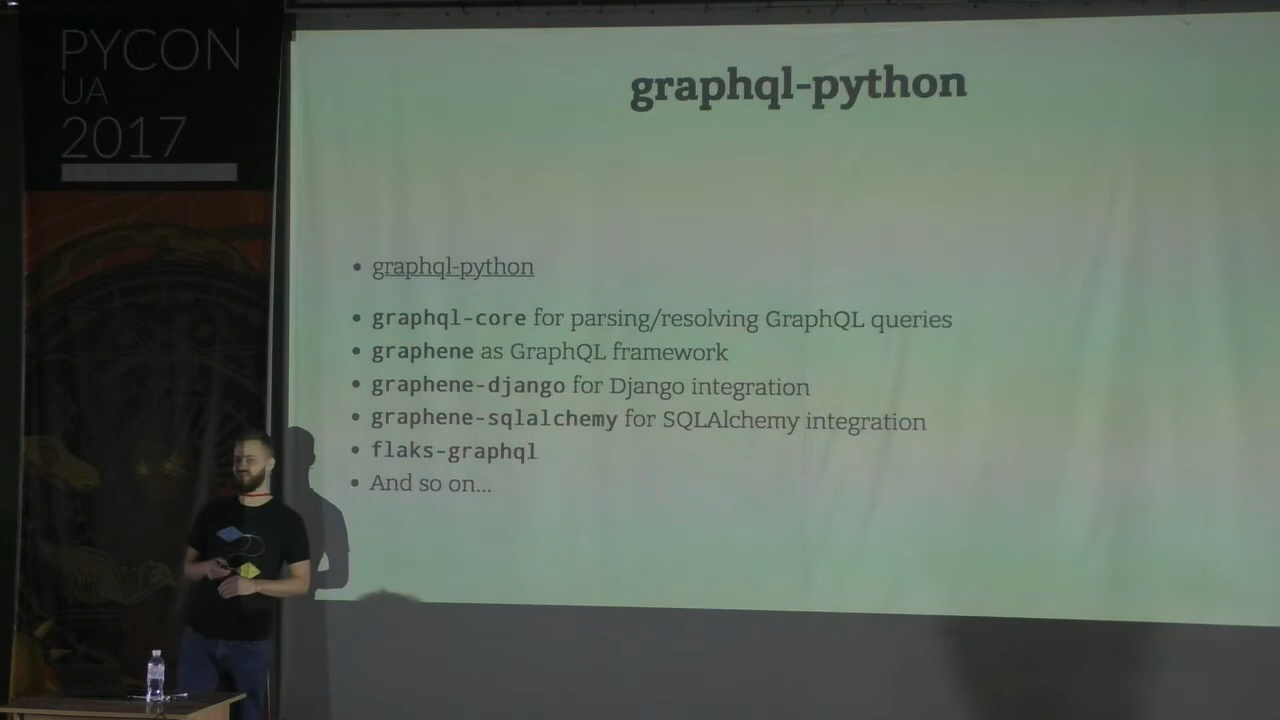 PYCON
UA
2017
graphql-python
• graphql-python
• graphql-core for parsing/resolving GraphQL queries
• graphene as GraphQL framework
• graphene-django for Django integration
• graphene-sqlalchemy for SQLAlchemy integration
• flaks-graphql
• And so on...